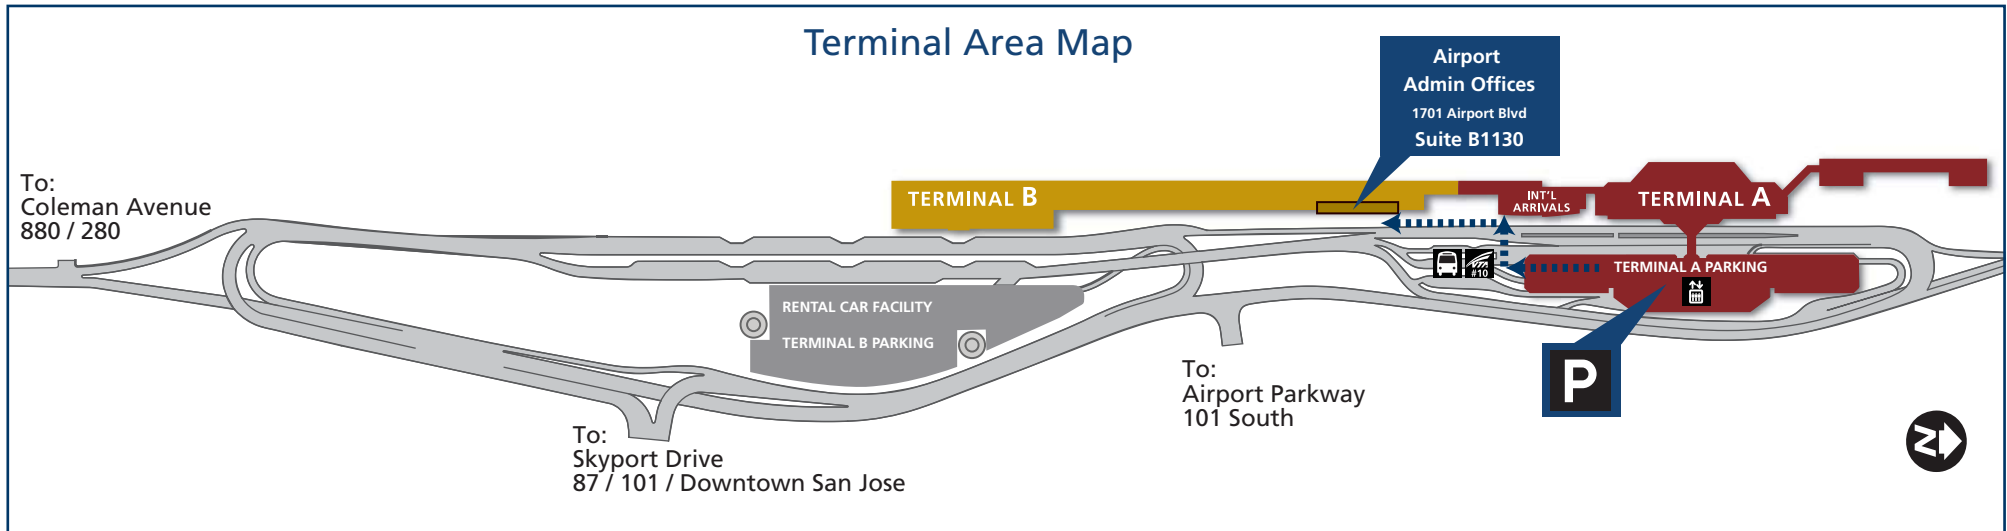 Terminal Area Map
Airport
Admin Offices
1701 Airport Blvd
Suite B1130
To:
Coleman Avenue
880 / 280
TERMINAL B
INT'L
ARRIVALS
TERMINAL A
#10
TERMINAL A PARKING
RENTAL CAR FACILITY
TERMINAL B PARKING
P
To:
Airport Parkway
101 South
To:
Skyport Drive
87 / 101 / Downtown San Jose
N